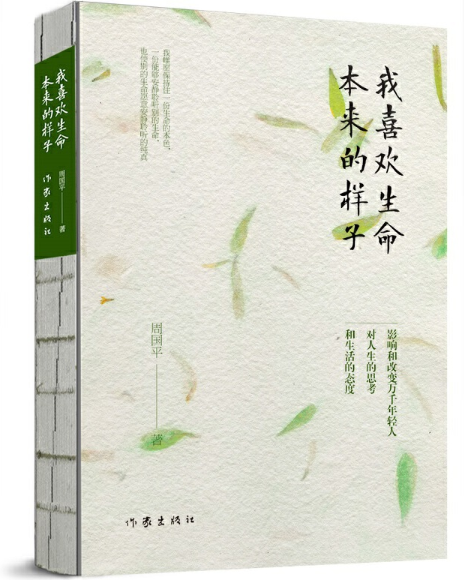 我喜欢生命
本来的样子
周国平
著
作家出版社
我喜欢生命
本来的样子
影响和改变万千年轻人
对人生的思考
和生活的态度
周国平
著
作家出版社